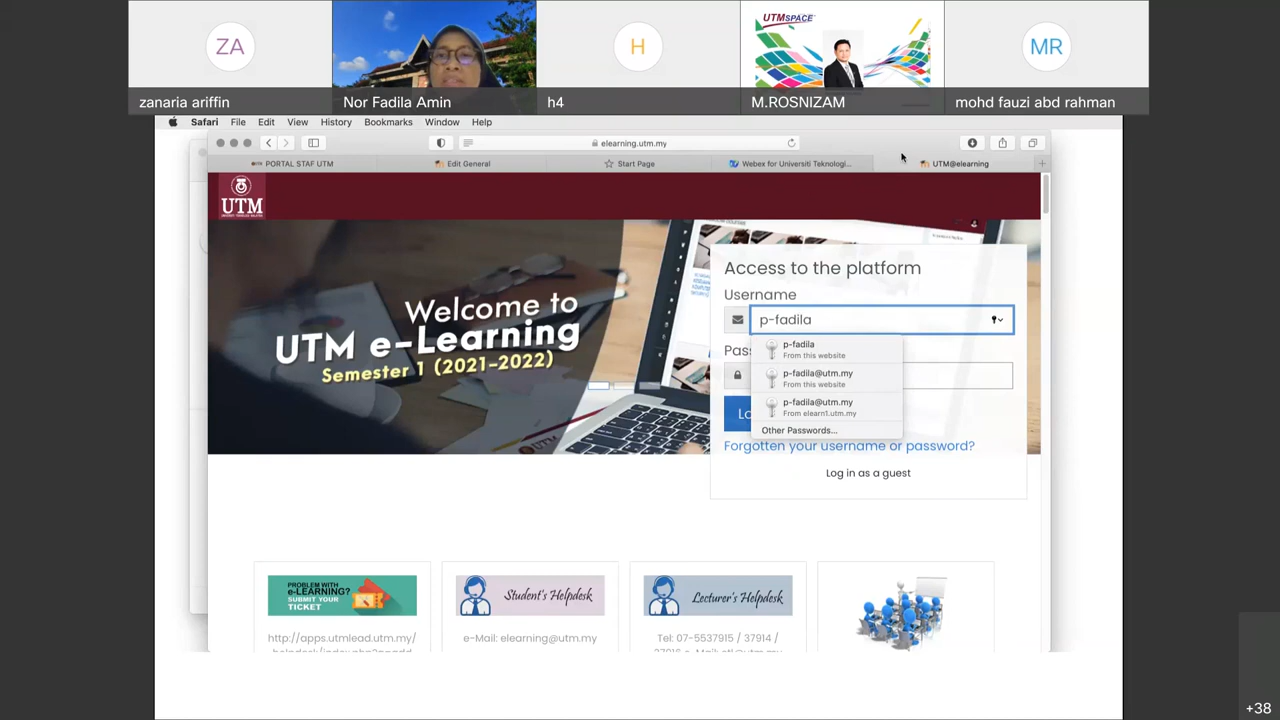 ZA
H
UTMSPACE
MR
zanaria ariffin
Nor Fadila Amin
h4
M.ROSNIZAM
mohd fauzi abd rahman
Safari File Edit View History Bookmarks Window Help
elearning.utm.my
PORTAL STAF UTM
Edit General
Start Page
Webex for Universiti Teknologi...
UTM@elearning
UTM
Welcome to
UTM e-Learning
Semester 1 (2021-2022)
Access to the platform
Username
p-fadila
Pas
p-fadila
From this website
p-fadila@utm.my
From this website
p-fadila@utm.my
From elearn1.utm.my
Other Passwords...
Lo
Forgotten your username or password?
Log in as a guest
PROBLEM WITH
e-LEARNING?
SUBMIT YOUR
TICKET
http://apps.utmlead.utm.my/
Student's Helpdesk
e-Mail: elearning@utm.my
Lecturer's Helpdesk
Tel: 07-5537915 / 37914 /
+38